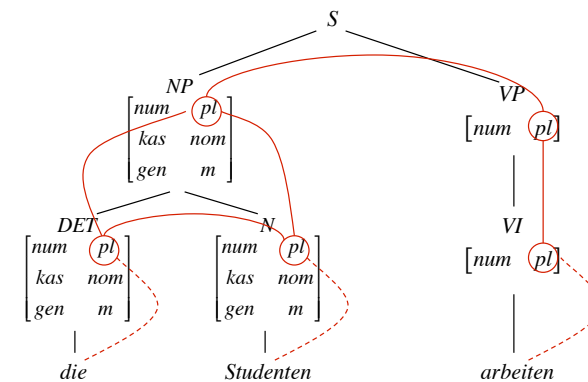 S
NP VP
num pl num pl
kas nom
gen m
DET N VI
num pl num pl num pl
kas nom kas nom
gen m gen m
die Studenten arbeiten